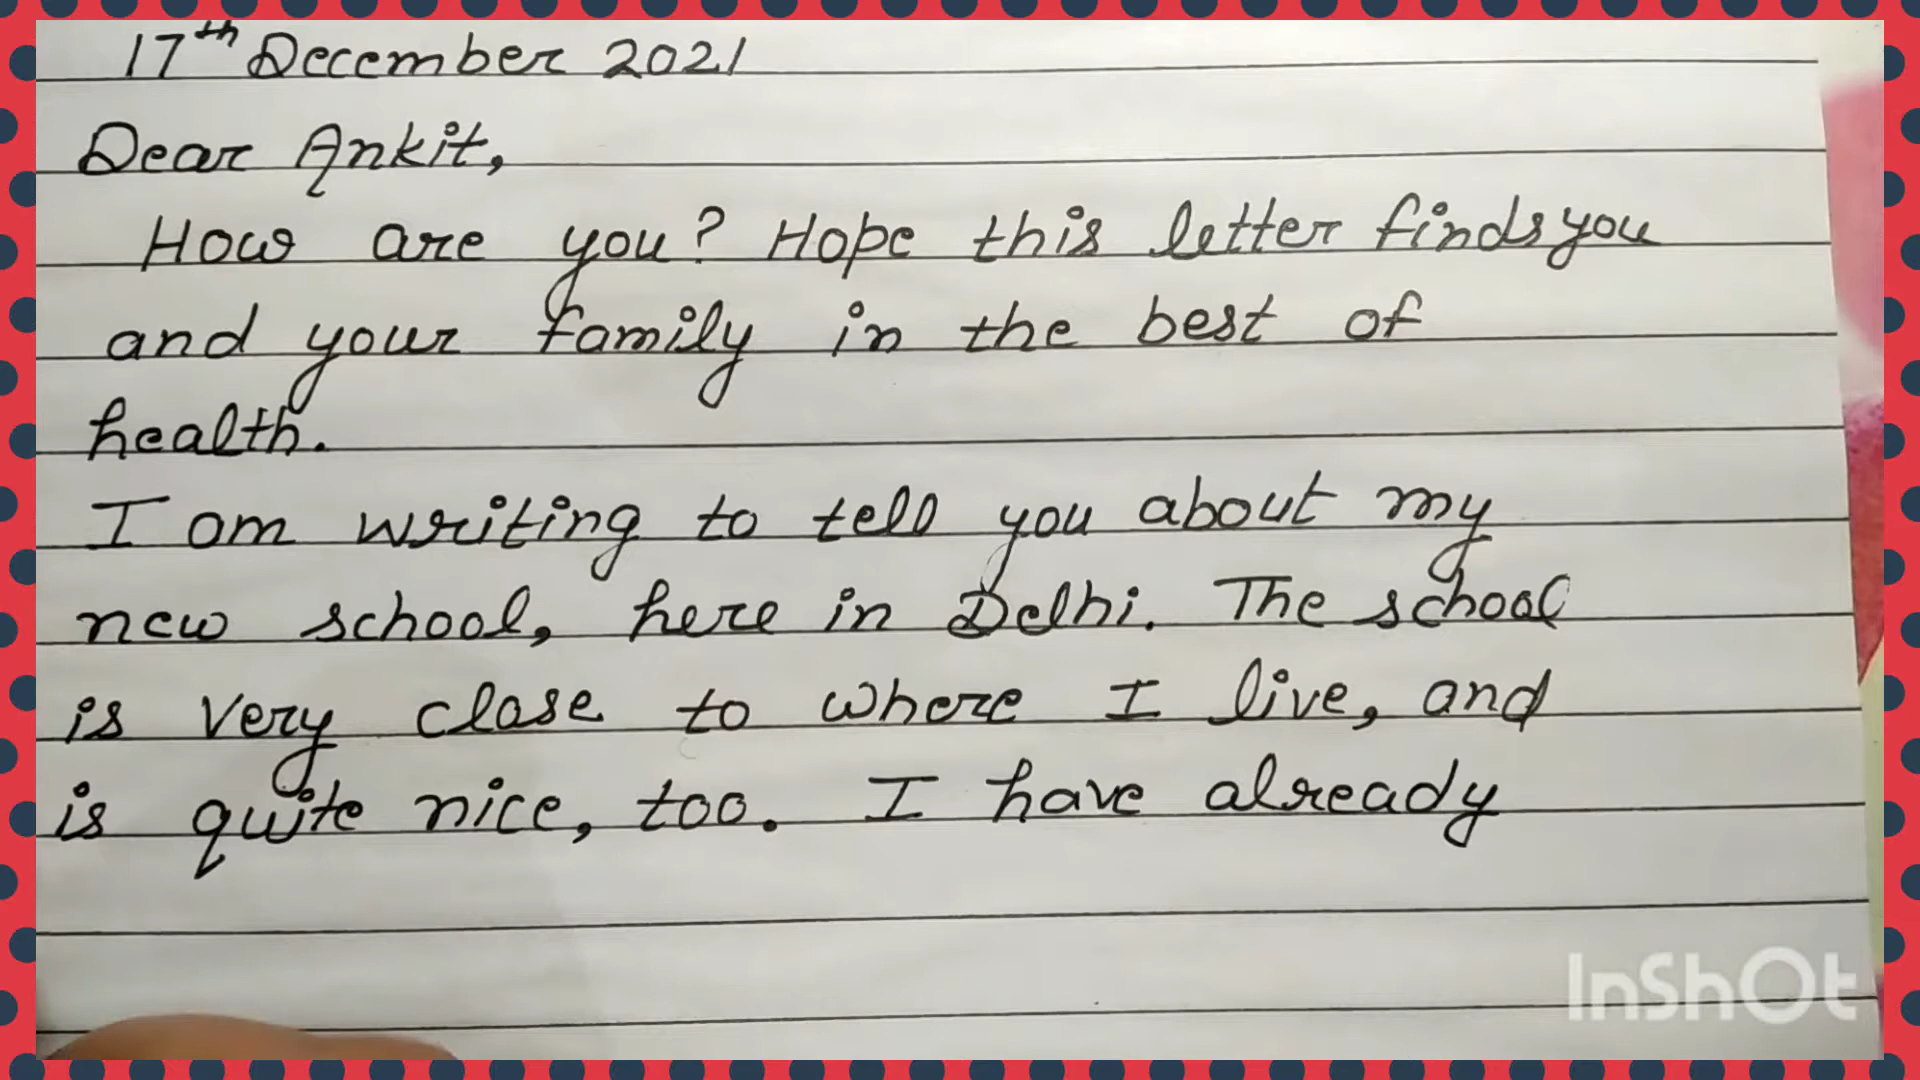 17th December 2021
Dear Ankit,
How are you? Hope this letter finds you
and your family in the best of
health.
I am writing to tell you about my
new school, here in Delhi. The school
is very close to where I live, and
is quite nice, too. I have already
InShOt